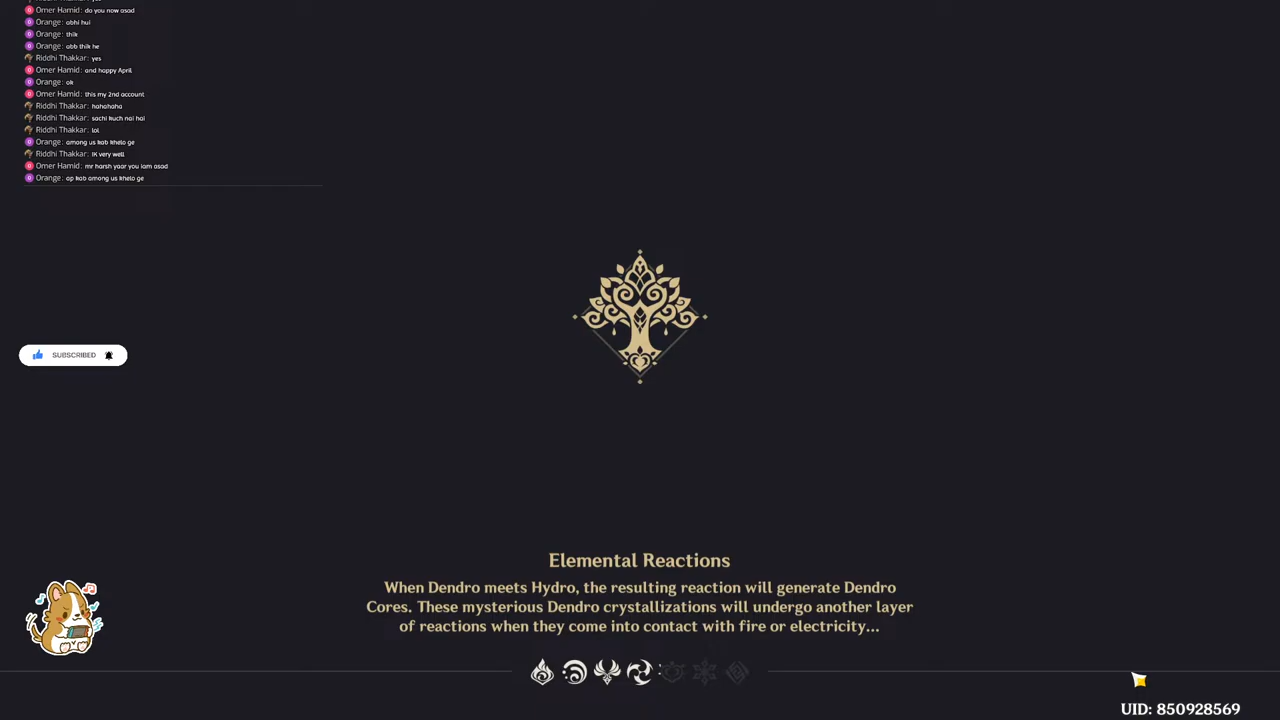 Omer Hamid: do you now asad
Orange: abhi hui
Orange: thik
Orange: abb thik he
Riddhi Thakkar: yes
Omer Hamid: and happy April
Orange: ok
Omer Hamid: this my 2nd account
Riddhi Thakkar: hahahaha
Riddhi Thakkar: sachi kuch nai hai
Riddhi Thakkar: lol
Orange: among us kab khelo ge
Riddhi Thakkar: IK very well
Omer Hamid: mr harsh yaar you iam asad
Orange: ap kab among us khelo ge
SUBSCRIBED
Elemental Reactions
When Dendro meets Hydro, the resulting reaction will generate Dendro
Cores. These mysterious Dendro crystallizations will undergo another layer
of reactions when they come into contact with fire or electricity...
UID: 850928569